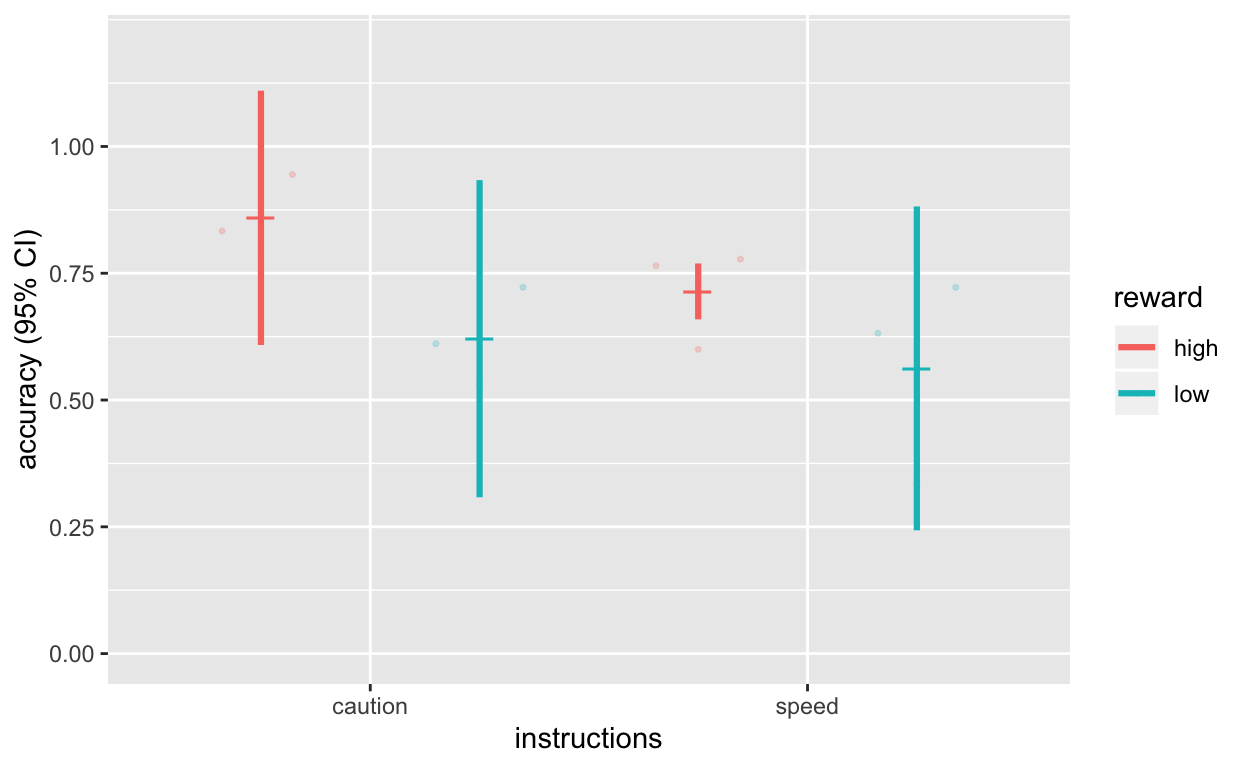 accuracy (95% CI)
1.00
0.75
0.50
0.25
0.00
caution
speed
instructions
reward
high
low